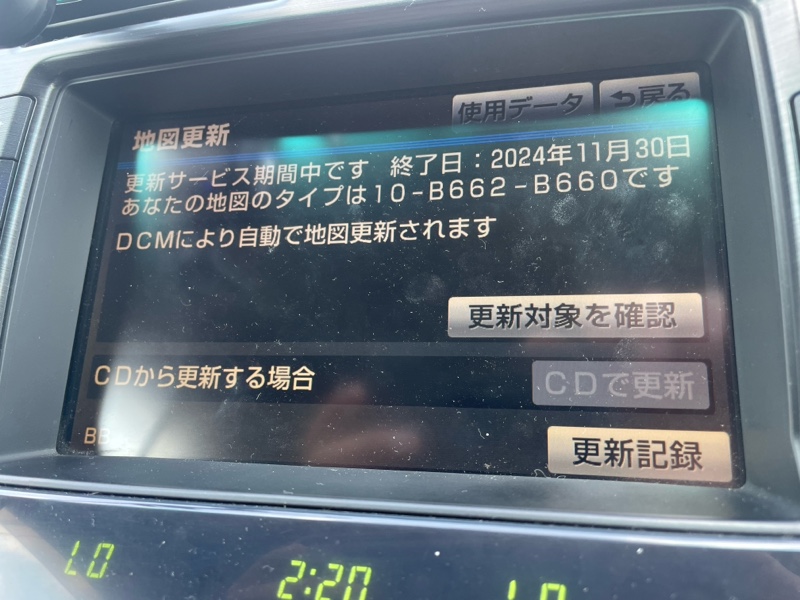 使用データ
戻る
地図更新
更新サービス期間中です 終了日：2024年11月30日
あなたの地図のタイプは10-B662-B660です
DCMにより自動で地図更新されます
更新対象を確認
CDから更新する場合
CDで更新
更新記録
LO 2:20 LO